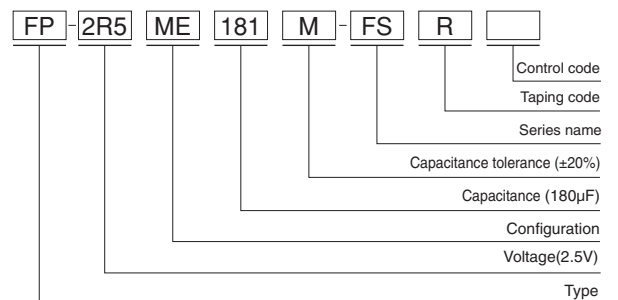 FP-2R5 ME 181 M-FS R
Control code
Taping code
Series name
Capacitance tolerance (±20%)
Capacitance (180μF)
Configuration
Voltage(2.5V)
Type